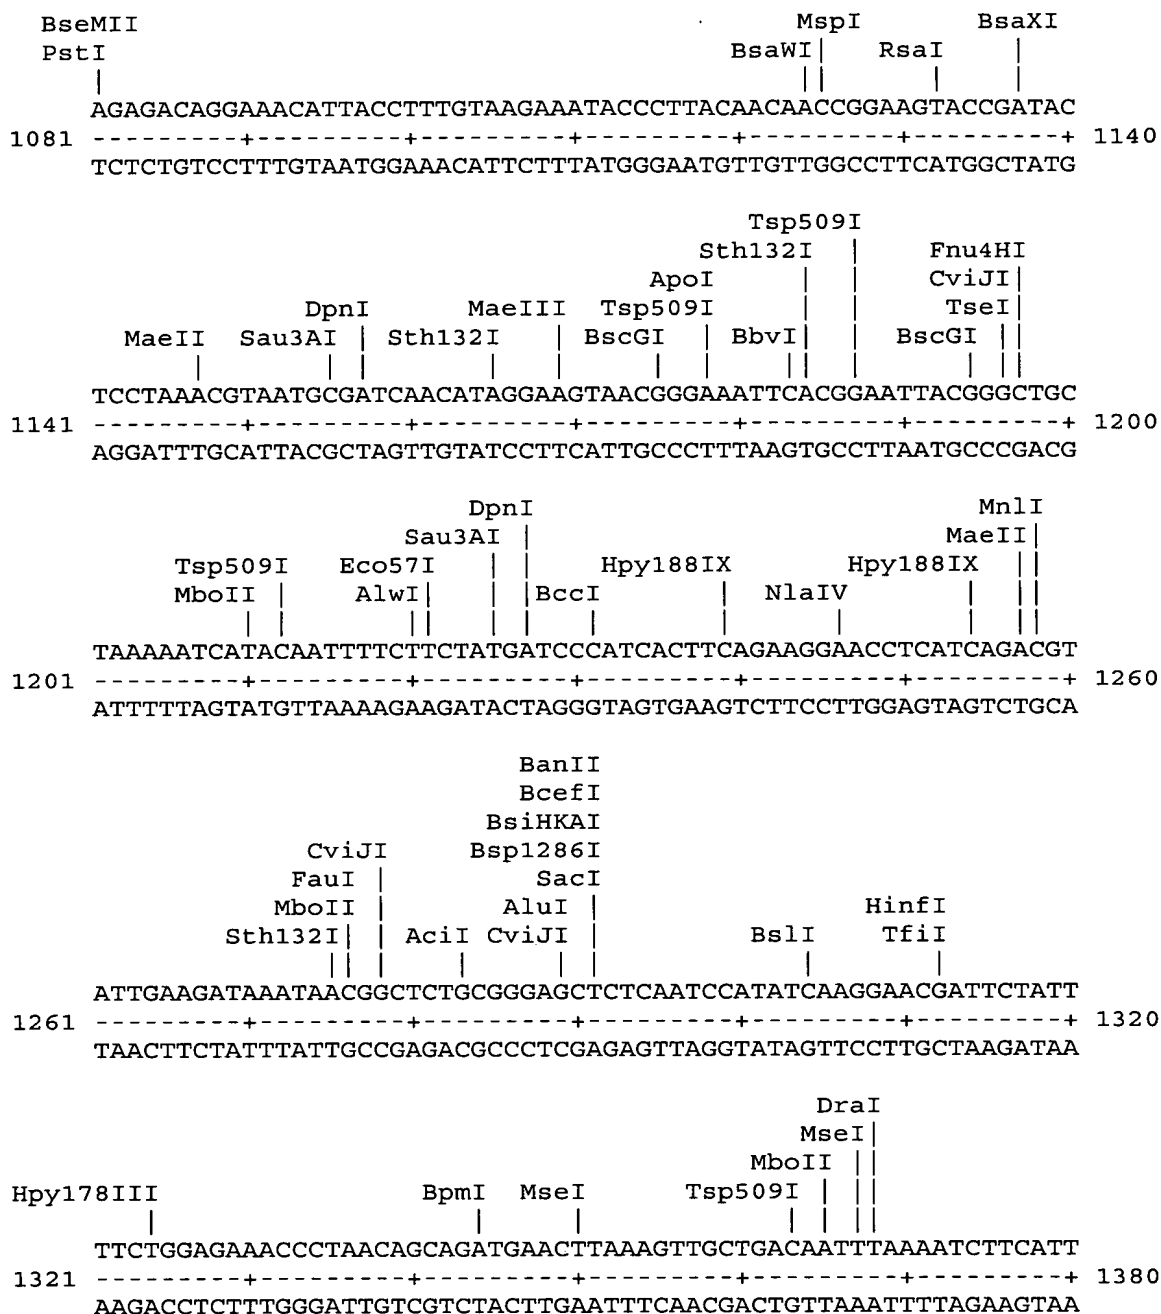 BseMII MspI BsaXI
PstI BsaWI RsaI
AGAGACAGGAAACATTACCTTTGTAAGAAATACCCTTACAACAACCGGAAGTACCGATAC
1081 ---------+---------+---------+---------+---------+---------+ 1140
TCTCTGTCCTTTGTAATGGAAACATTCTTTATGGGAATGTTGTTGGCCTTCATGGCTATG
Tsp509I
Sth132I Fnu4HI
ApoI CviJI
DpnI MaeIII Tsp509I TseI
MaeII Sau3AI Sth132I BscGI BbvI BscGI
TCCTAAACGTAATGCGATCAACATAGGAAGTAACGGGAAATTCACGGAATTACGGGCTGC
1141 ---------+---------+---------+---------+---------+---------+ 1200
AGGATTTGCATTACGCTAGTTGTATCCTTCATTGCCCTTTAAGTGCCTTAATGCCCGACG
DpnI MnlI
Sau3AI MaeII
Tsp509I Eco57I Hpy188IX Hpy188IX
MboII AlwI BccI NlaIV
TAAAAATCATACAATTTTCTTCTATGATCCCATCACTTCAGAAGGAACCTCATCAGACGT
1201 ---------+---------+---------+---------+---------+---------+ 1260
ATTTTTAGTATGTTAAAAGAAGATACTAGGGTAGTGAAGTCTTCCTTGGAGTAGTCTGCA
BanII
BcefI
BsiHKAI
CviJI Bsp1286I
FauI SacI
MboII AluI HinfI
Sth132I AciI CviJI BslI TfiI
ATTGAAGATAAATAACGGCTCTGCGGGAGCTCTCAATCCATATCAAGGAACGATTCTATT
1261 ---------+---------+---------+---------+---------+---------+ 1320
TAACTTCTATTTATTGCCGAGACGCCCTCGAGAGTTAGGTATAGTTCCTTGCTAAGATAA
DraI
MseI
MboII
Hpy178III BpmI MseI Tsp509I
TTCTGGAGAAACCCTAACAGCAGATGAACTTAAAGTTGCTGACAATTTAAAATCTTCATT
1321 ---------+---------+---------+---------+---------+---------+ 1380
AAGACCTCTTTGGGATTGTCGTCTACTTGAATTTCAACGACTGTTAAATTTTAGAAGTAA